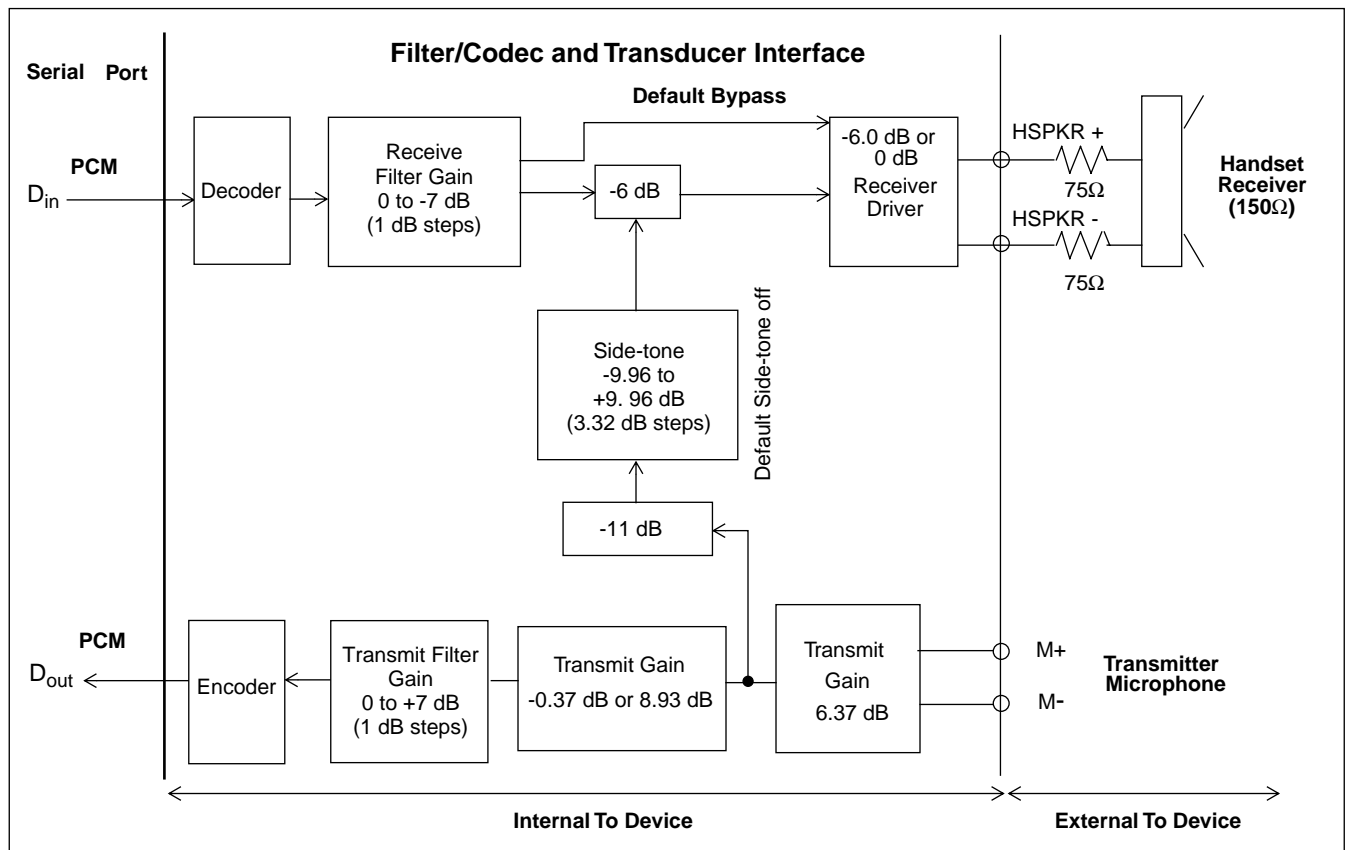 Filter/Codec and Transducer Interface
Serial Port
Default Bypass
PCM
Din
Decoder
Receive
Filter Gain
0 to -7 dB
(1 dB steps)
-6 dB
-6.0 dB or
0 dB
Receiver
Driver
HSPKR +
75Ω
HSPKR -
75Ω
Handset
Receiver
(150Ω)
Side-tone
-9.96 to
+9. 96 dB
(3.32 dB steps)
Default Side-tone off
-11 dB
PCM
Dout
Encoder
Transmit Filter
Gain
0 to +7 dB
(1 dB steps)
Transmit Gain
-0.37 dB or 8.93 dB
Transmit
Gain
6.37 dB
M+
M-
Transmitter
Microphone
Internal To Device
External To Device